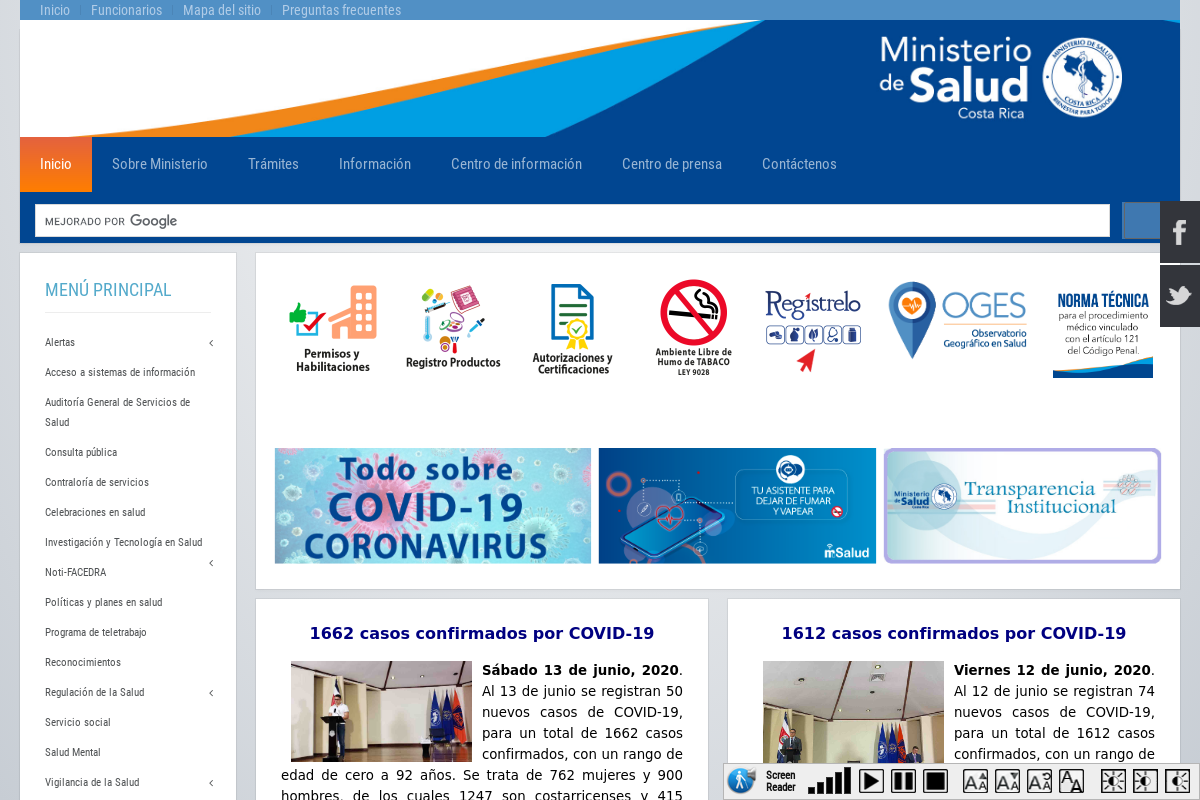 Inicio
Funcionarios
Mapa del sitio
Preguntas frecuentes
Ministerio
de Salud
Costa Rica
MINISTERIO DE SALUD
COSTA RICA
BIENESTAR PARA TODOS
Inicio
Sobre Ministerio
Trámites
Información
Centro de información
Centro de prensa
Contáctenos
MEJORADO POR Google
MENÚ PRINCIPAL
Alertas
Acceso a sistemas de información
Auditoría General de Servicios de
Salud
Consulta pública
Contraloría de servicios
Celebraciones en salud
Investigación y Tecnología en Salud
Noti-FACEDRA
Políticas y planes en salud
Programa de teletrabajo
Reconocimientos
Regulación de la Salud
Servicio social
Salud Mental
Vigilancia de la Salud
Permisos y
Habilitaciones
Registro Productos
Autorizaciones y
Certificaciones
Ambiente Libre de
Humo de TABACO
LEY 9028
Regístrelo
OGES
Observatorio
Geográfico en Salud
NORMA TÉCNICA
para el procedimiento
médico vinculado
con el artículo 121
del Código Penal.
Todo sobre
COVID-19
CORONAVIRUS
TU ASISTENTE PARA
DEJAR DE FUMAR
Y VAPEAR
mSalud
Ministerio
de Salud
Costa Rica
Transparencia
Institucional
1662 casos confirmados por COVID-19
Sábado 13 de junio, 2020.
Al 13 de junio se registran 50
nuevos casos de COVID-19,
para un total de 1662 casos
confirmados, con un rango de
edad de cero a 92 años. Se trata de 762 mujeres y 900
hombres, de los cuales 1247 son costarricenses y 415
1612 casos confirmados por COVID-19
Viernes 12 de junio, 2020.
Al 12 de junio se registran 74
nuevos casos de COVID-19,
para un total de 1612 casos
confirmados, con un rango de
Screen
Reader